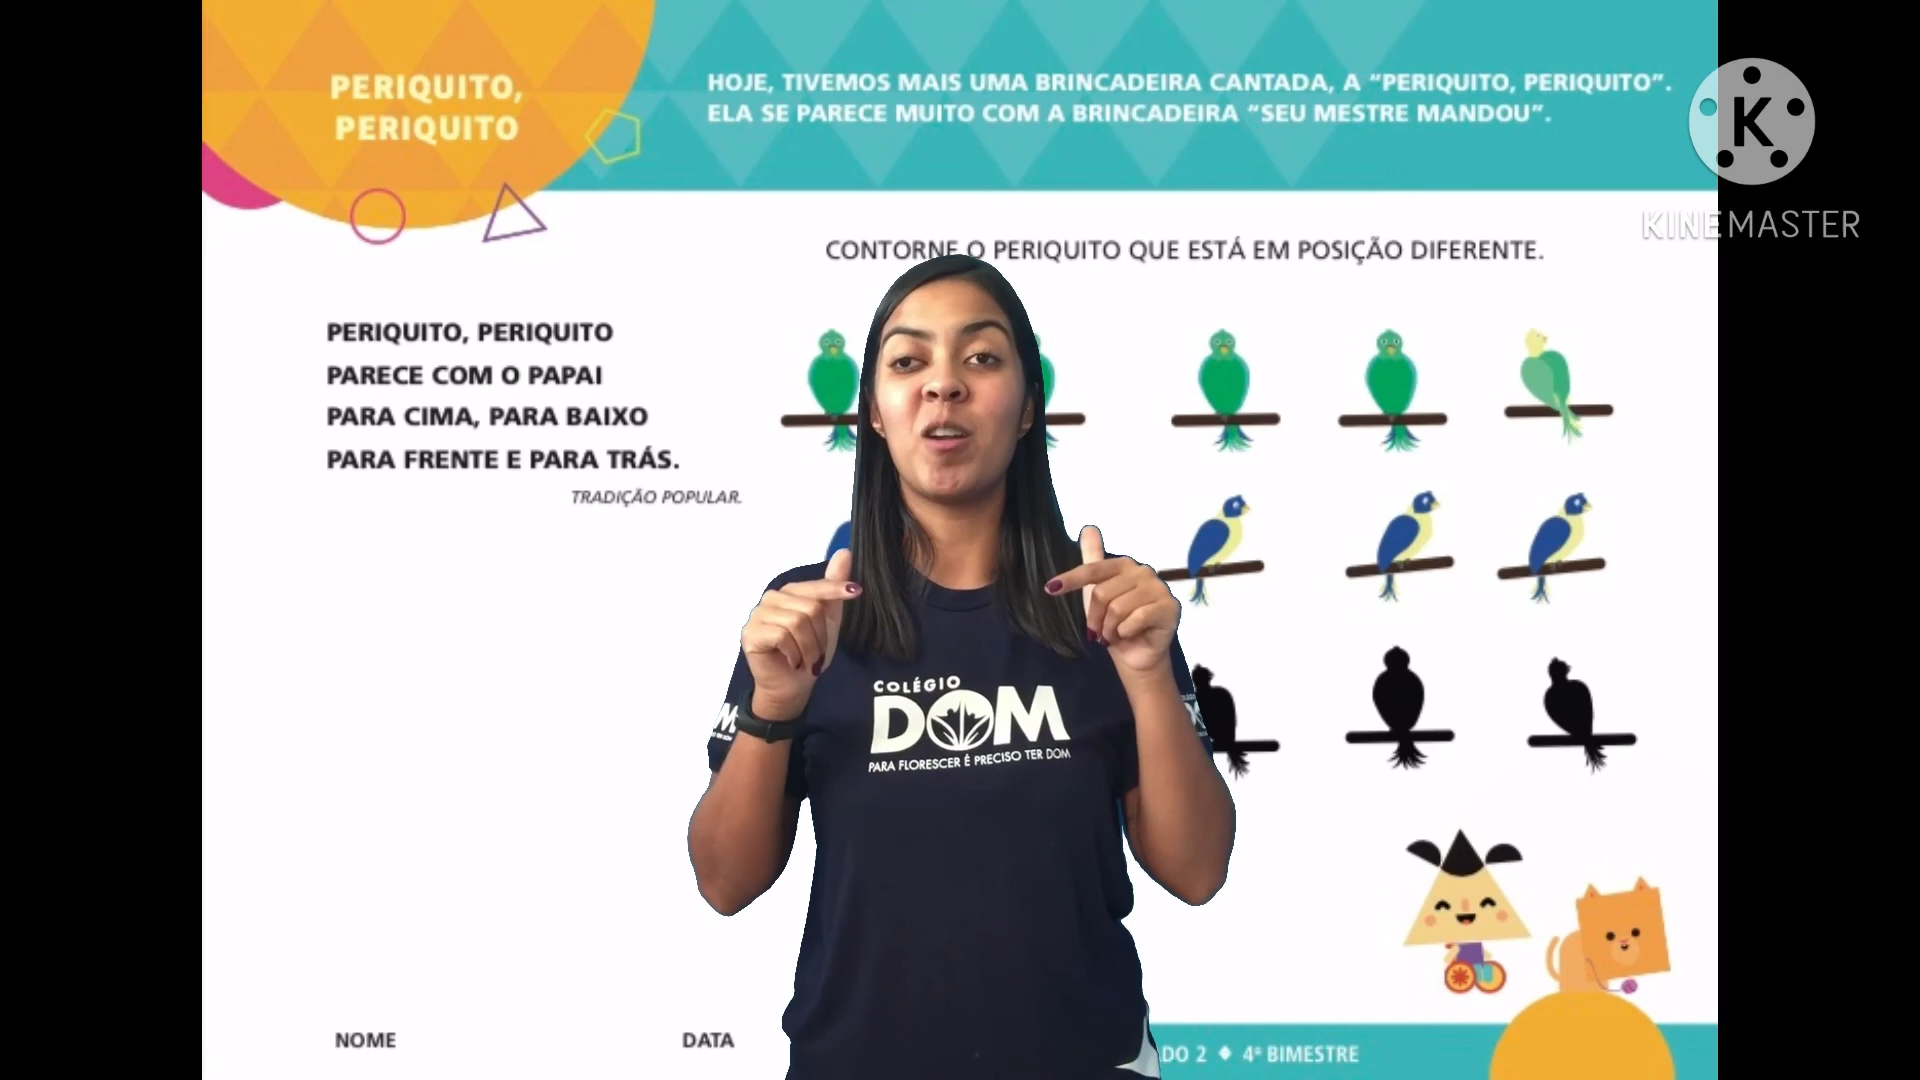 PERIQUITO,
PERIQUITO
HOJE, TIVEMOS MAIS UMA BRINCADEIRA CANTADA, A “PERIQUITO, PERIQUITO”.
ELA SE PARECE MUITO COM A BRINCADEIRA “SEU MESTRE MANDOU”.
K
KINEMASTER
CONTORNE O PERIQUITO QUE ESTÁ EM POSIÇÃO DIFERENTE.
PERIQUITO, PERIQUITO
PARECE COM O PAPAI
PARA CIMA, PARA BAIXO
PARA FRENTE E PARA TRÁS.
TRADIÇÃO POPULAR.
COLÉGIO
DOM
PARA FLORESCER É PRECISO TER DOM
NOME
DATA
DO 2 ◆ 4º BIMESTRE